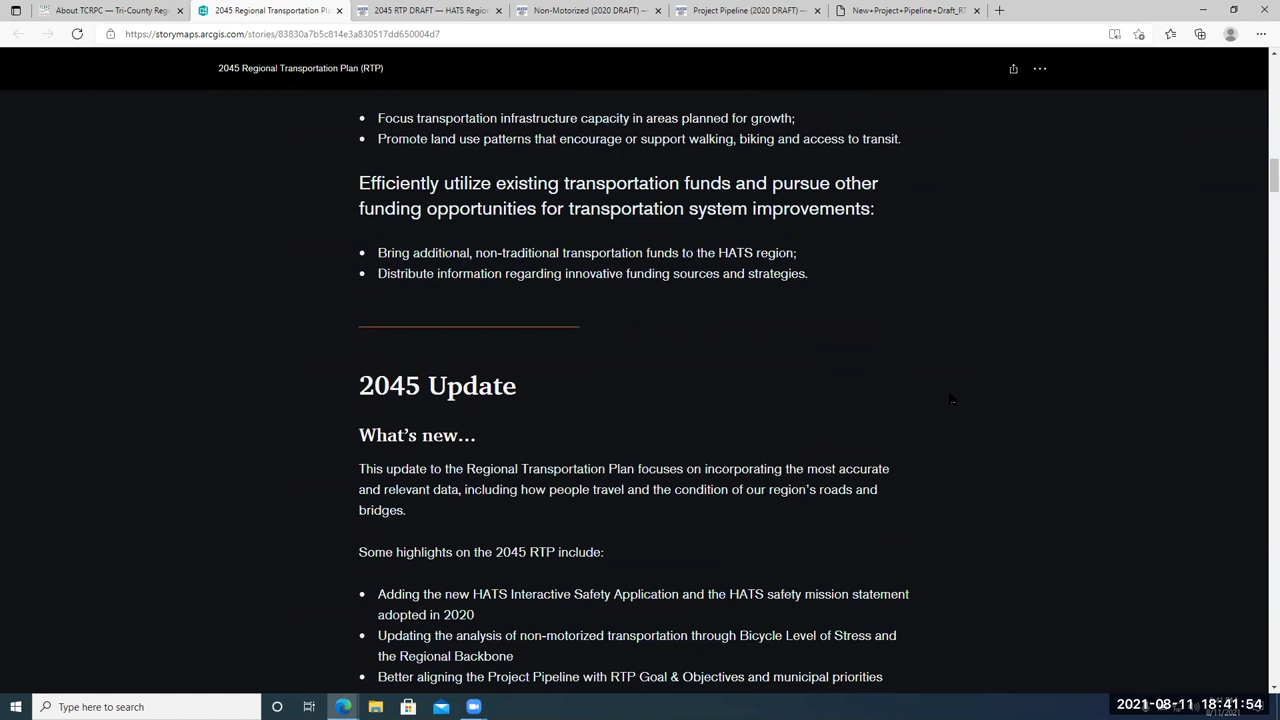 About TCRPC — Tri-County Regi
2045 Regional Transportation Pla
2045 RTP DRAFT — HATS Region
Non-Motorized (2020 DRAFT) —
Project Pipeline (2020 DRAFT) —
New+Project+Pipeline+Draft_RT
https://storymaps.arcgis.com/stories/83830a7b5c814e3a830517dd650004d7
2045 Regional Transportation Plan (RTP)
• Focus transportation infrastructure capacity in areas planned for growth;
• Promote land use patterns that encourage or support walking, biking and access to transit.
Efficiently utilize existing transportation funds and pursue other
funding opportunities for transportation system improvements:
• Bring additional, non-traditional transportation funds to the HATS region;
• Distribute information regarding innovative funding sources and strategies.
2045 Update
What's new...
This update to the Regional Transportation Plan focuses on incorporating the most accurate
and relevant data, including how people travel and the condition of our region's roads and
bridges.
Some highlights on the 2045 RTP include:
• Adding the new HATS Interactive Safety Application and the HATS safety mission statement
adopted in 2020
• Updating the analysis of non-motorized transportation through Bicycle Level of Stress and
the Regional Backbone
• Better aligning the Project Pipeline with RTP Goal & Objectives and municipal priorities
Type here to search
2021-08-11 18:41:54